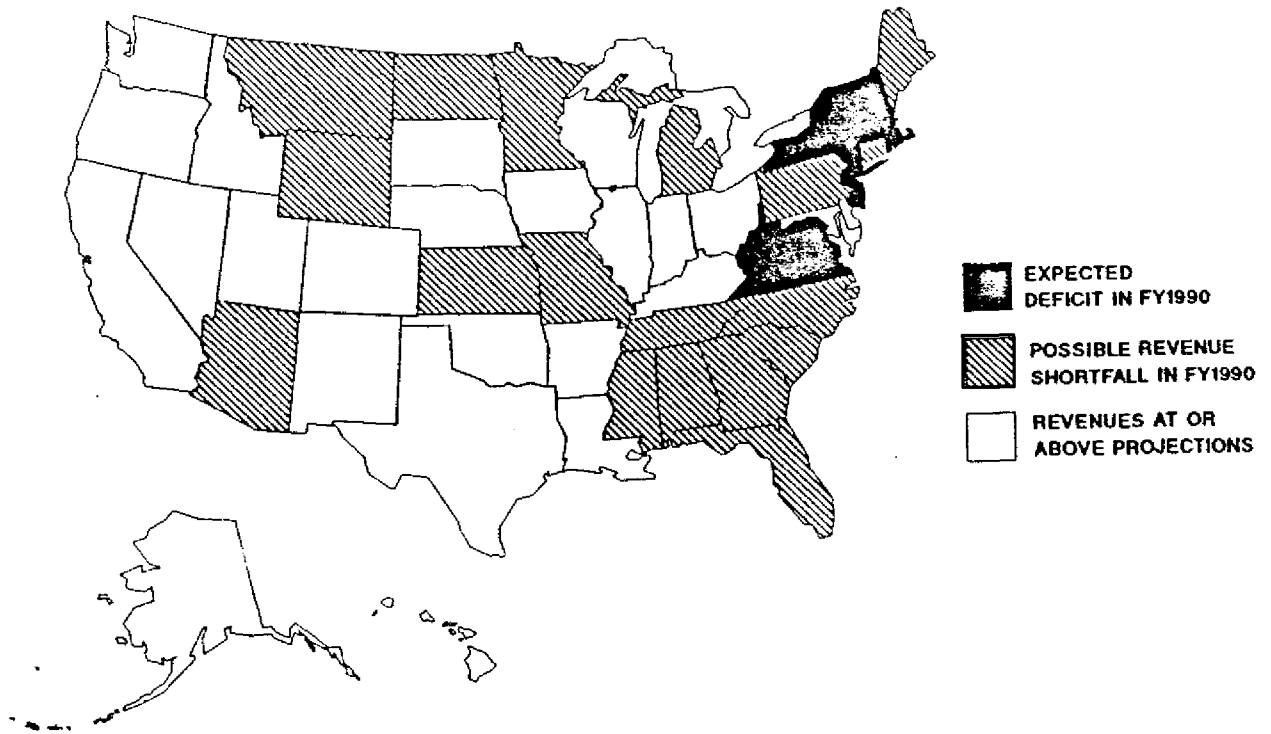 EXPECTED
DEFICIT IN FY1990
POSSIBLE REVENUE
SHORTFALL IN FY1990
REVENUES AT OR
ABOVE PROJECTIONS